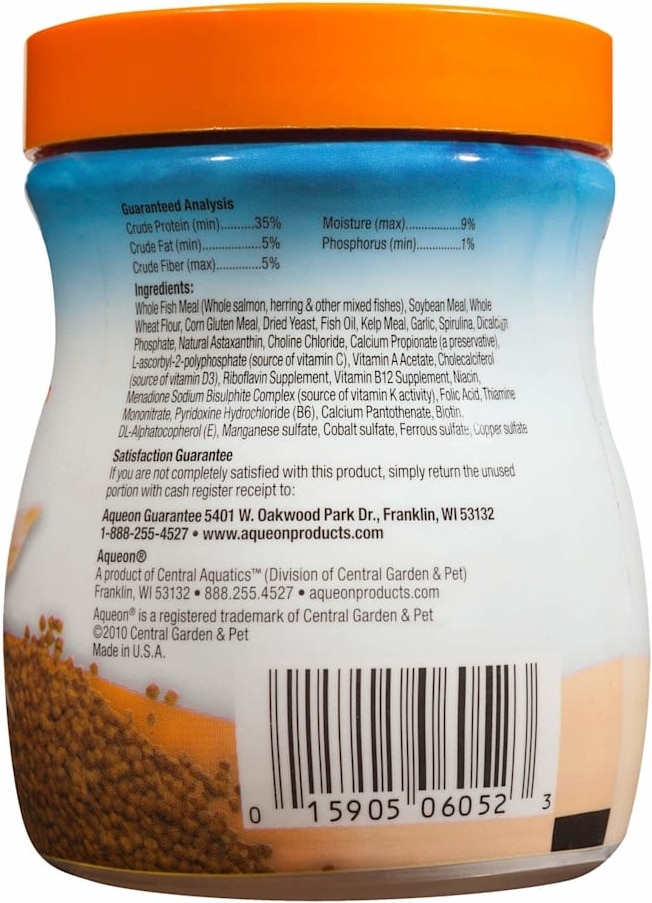 Guaranteed Analysis
Crude Protein (min)..........35%
Crude Fat (min)...............5%
Crude Fiber (max)..............5%
Moisture (max)...............9%
Phosphorus (min).............1%
Ingredients:
Whole Fish Meal (Whole salmon, herring & other mixed fishes), Soybean Meal, Whole
Wheat Flour, Corn Gluten Meal, Dried Yeast, Fish Oil, Kelp Meal, Garlic, Spirulina, Dicalcium
Phosphate, Natural Astaxanthin, Choline Chloride, Calcium Propionate (a preservative),
L-ascorbyl-2-polyphosphate (source of vitamin C), Vitamin A Acetate, Cholecalciferol
(source of vitamin D3), Riboflavin Supplement, Vitamin B12 Supplement, Niacin,
Menadione Sodium Bisulphite Complex (source of vitamin K activity), Folic Acid, Thiamine
Mononitrate, Pyridoxine Hydrochloride (B6), Calcium Pantothenate, Biotin,
DL-Alphatocopherol (E), Manganese sulfate, Cobalt sulfate, Ferrous sulfate, Copper sulfate
Satisfaction Guarantee
If you are not completely satisfied with this product, simply return the unused
portion with cash register receipt to:
Aqueon Guarantee 5401 W. Oakwood Park Dr., Franklin, WI 53132
1-888-255-4527 • www.aqueonproducts.com
Aqueon®
A product of Central Aquatics™ (Division of Central Garden & Pet)
Franklin, WI 53132 • 888.255.4527 • aqueonproducts.com
Aqueon® is a registered trademark of Central Garden & Pet
©2010 Central Garden & Pet
Made in U.S.A.
0 15905 06052 3